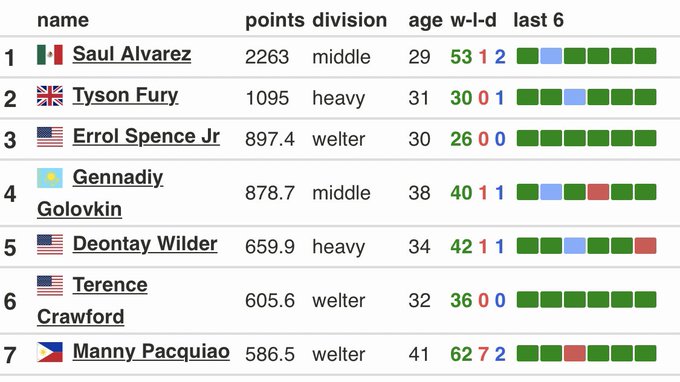 name points division age w-l-d last 6
1 Saul Alvarez 2263 middle 29 53 1 2
2 Tyson Fury 1095 heavy 31 30 0 1
3 Errol Spence Jr 897.4 welter 30 26 0 0
4 Gennadiy Golovkin 878.7 middle 38 40 1 1
5 Deontay Wilder 659.9 heavy 34 42 1 1
6 Terence Crawford 605.6 welter 32 36 0 0
7 Manny Pacquiao 586.5 welter 41 62 7 2